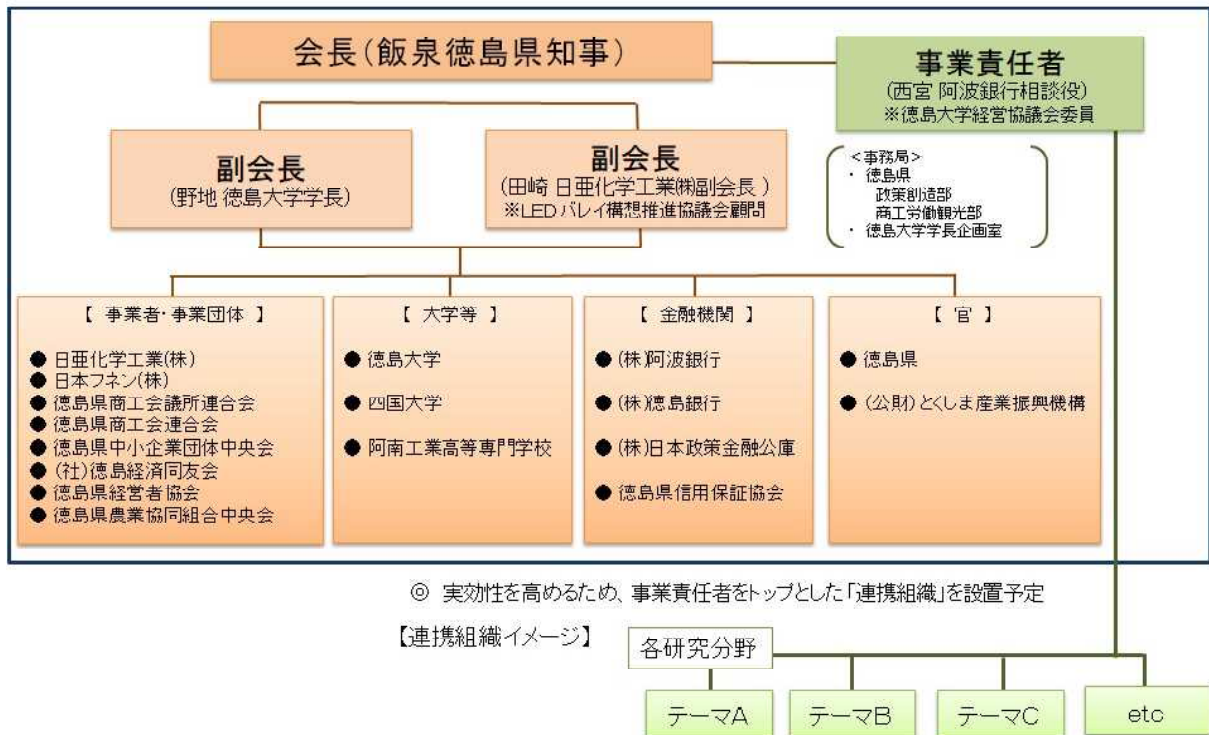 会長(飯泉徳島県知事)
事業責任者
(西宮 阿波銀行相談役)
※徳島大学経営協議会委員
副会長
(野地 徳島大学学長)
副会長
(田崎 日亜化学工業㈱副会長 )
※LEDバレイ構想推進協議会顧問
<事務局>
・ 徳島県
政策創造部
商工労働観光部
・ 徳島大学学長企画室
【 事業者・事業団体 】
● 日亜化学工業(株)
● 日本フネン(株)
● 徳島県商工会議所連合会
● 徳島県商工会連合会
● 徳島県中小企業団体中央会
● (社)徳島経済同友会
● 徳島県経営者協会
● 徳島県農業協同組合中央会
【 大学等 】
● 徳島大学
● 四国大学
● 阿南工業高等専門学校
【 金融機関 】
● (株)阿波銀行
● (株)徳島銀行
● (株)日本政策金融公庫
● 徳島県信用保証協会
【 官 】
● 徳島県
● (公財)とくしま産業振興機構
◎ 実効性を高めるため、事業責任者をトップとした「連携組織」を設置予定
【連携組織イメージ】
各研究分野
テーマA
テーマB
テーマC
etc